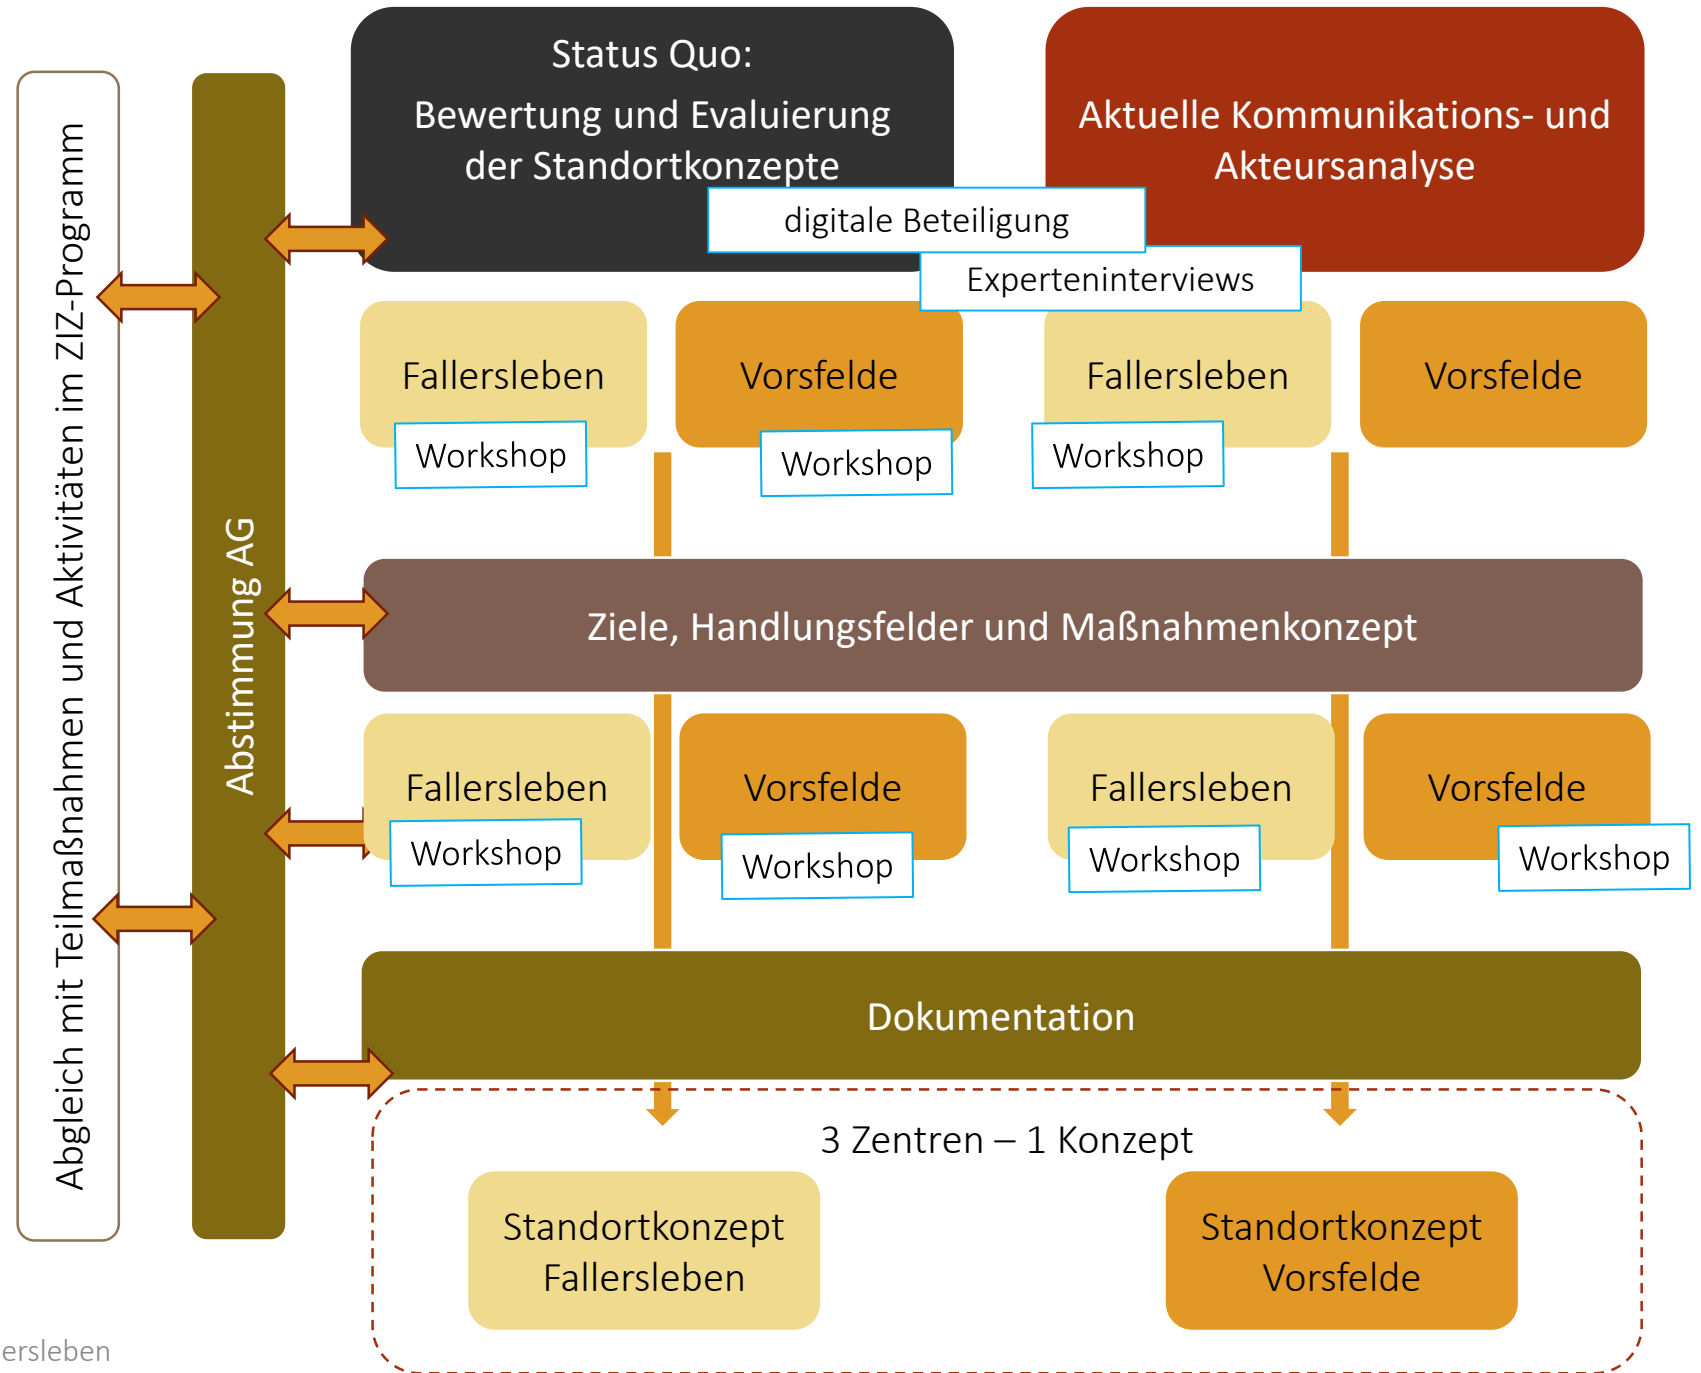 Abgleich mit Teilmaßnahmen und Aktivitäten im ZIZ-Programm
Abstimmung AG
Status Quo:
Bewertung und Evaluierung
der Standortkonzepte
Aktuelle Kommunikations- und
Akteursanalyse
digitale Beteiligung
Experteninterviews
Fallersleben
Vorsfelde
Fallersleben
Vorsfelde
Workshop
Workshop
Workshop
Ziele, Handlungsfelder und Maßnahmenkonzept
Fallersleben
Vorsfelde
Fallersleben
Vorsfelde
Workshop
Workshop
Workshop
Workshop
Dokumentation
3 Zentren – 1 Konzept
Standortkonzept
Fallersleben
Standortkonzept
Vorsfelde
ersleben